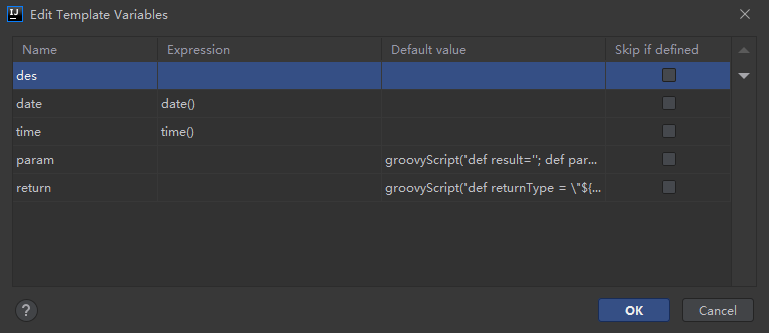 IJ Edit Template Variables
Name Expression Default value Skip if defined
des
date date()
time time()
param groovyScript("def result=''; def par...
return groovyScript("def returnType = \"${...
? OK Cancel